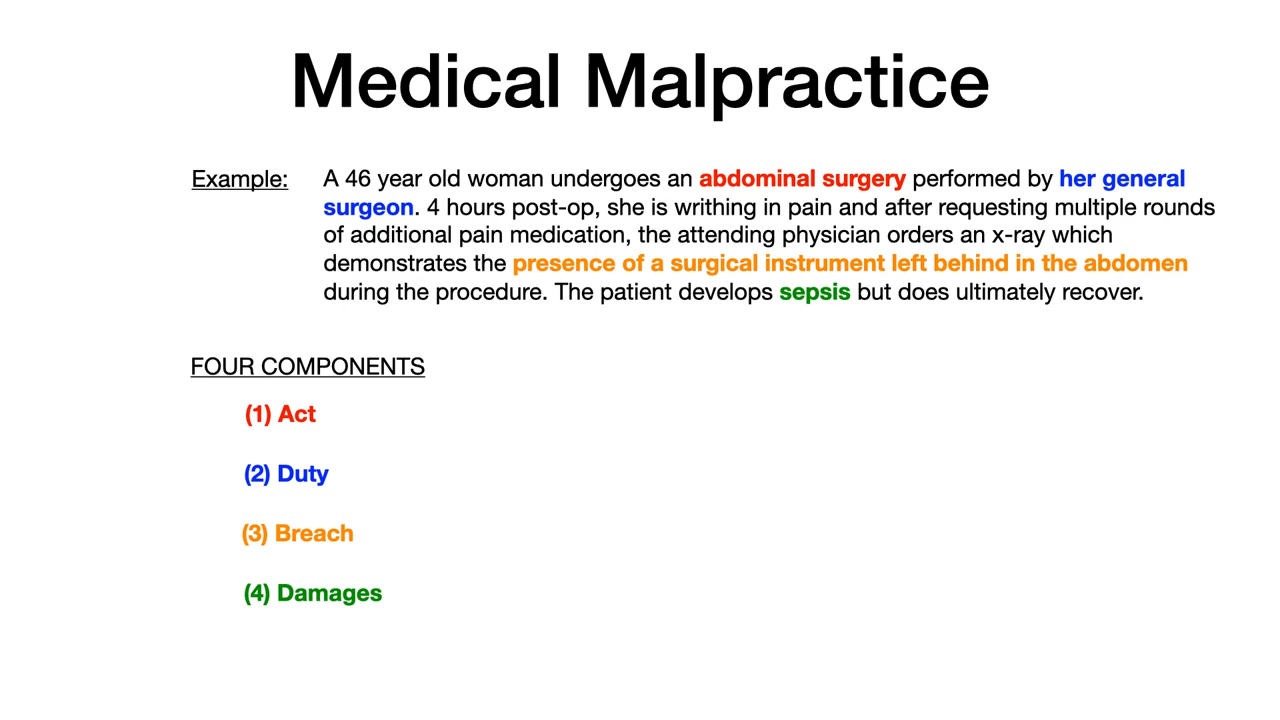 Medical Malpractice
Example: A 46 year old woman undergoes an abdominal surgery performed by her general
surgeon. 4 hours post-op, she is writhing in pain and after requesting multiple rounds
of additional pain medication, the attending physician orders an x-ray which
demonstrates the presence of a surgical instrument left behind in the abdomen
during the procedure. The patient develops sepsis but does ultimately recover.
FOUR COMPONENTS
(1) Act
(2) Duty
(3) Breach
(4) Damages